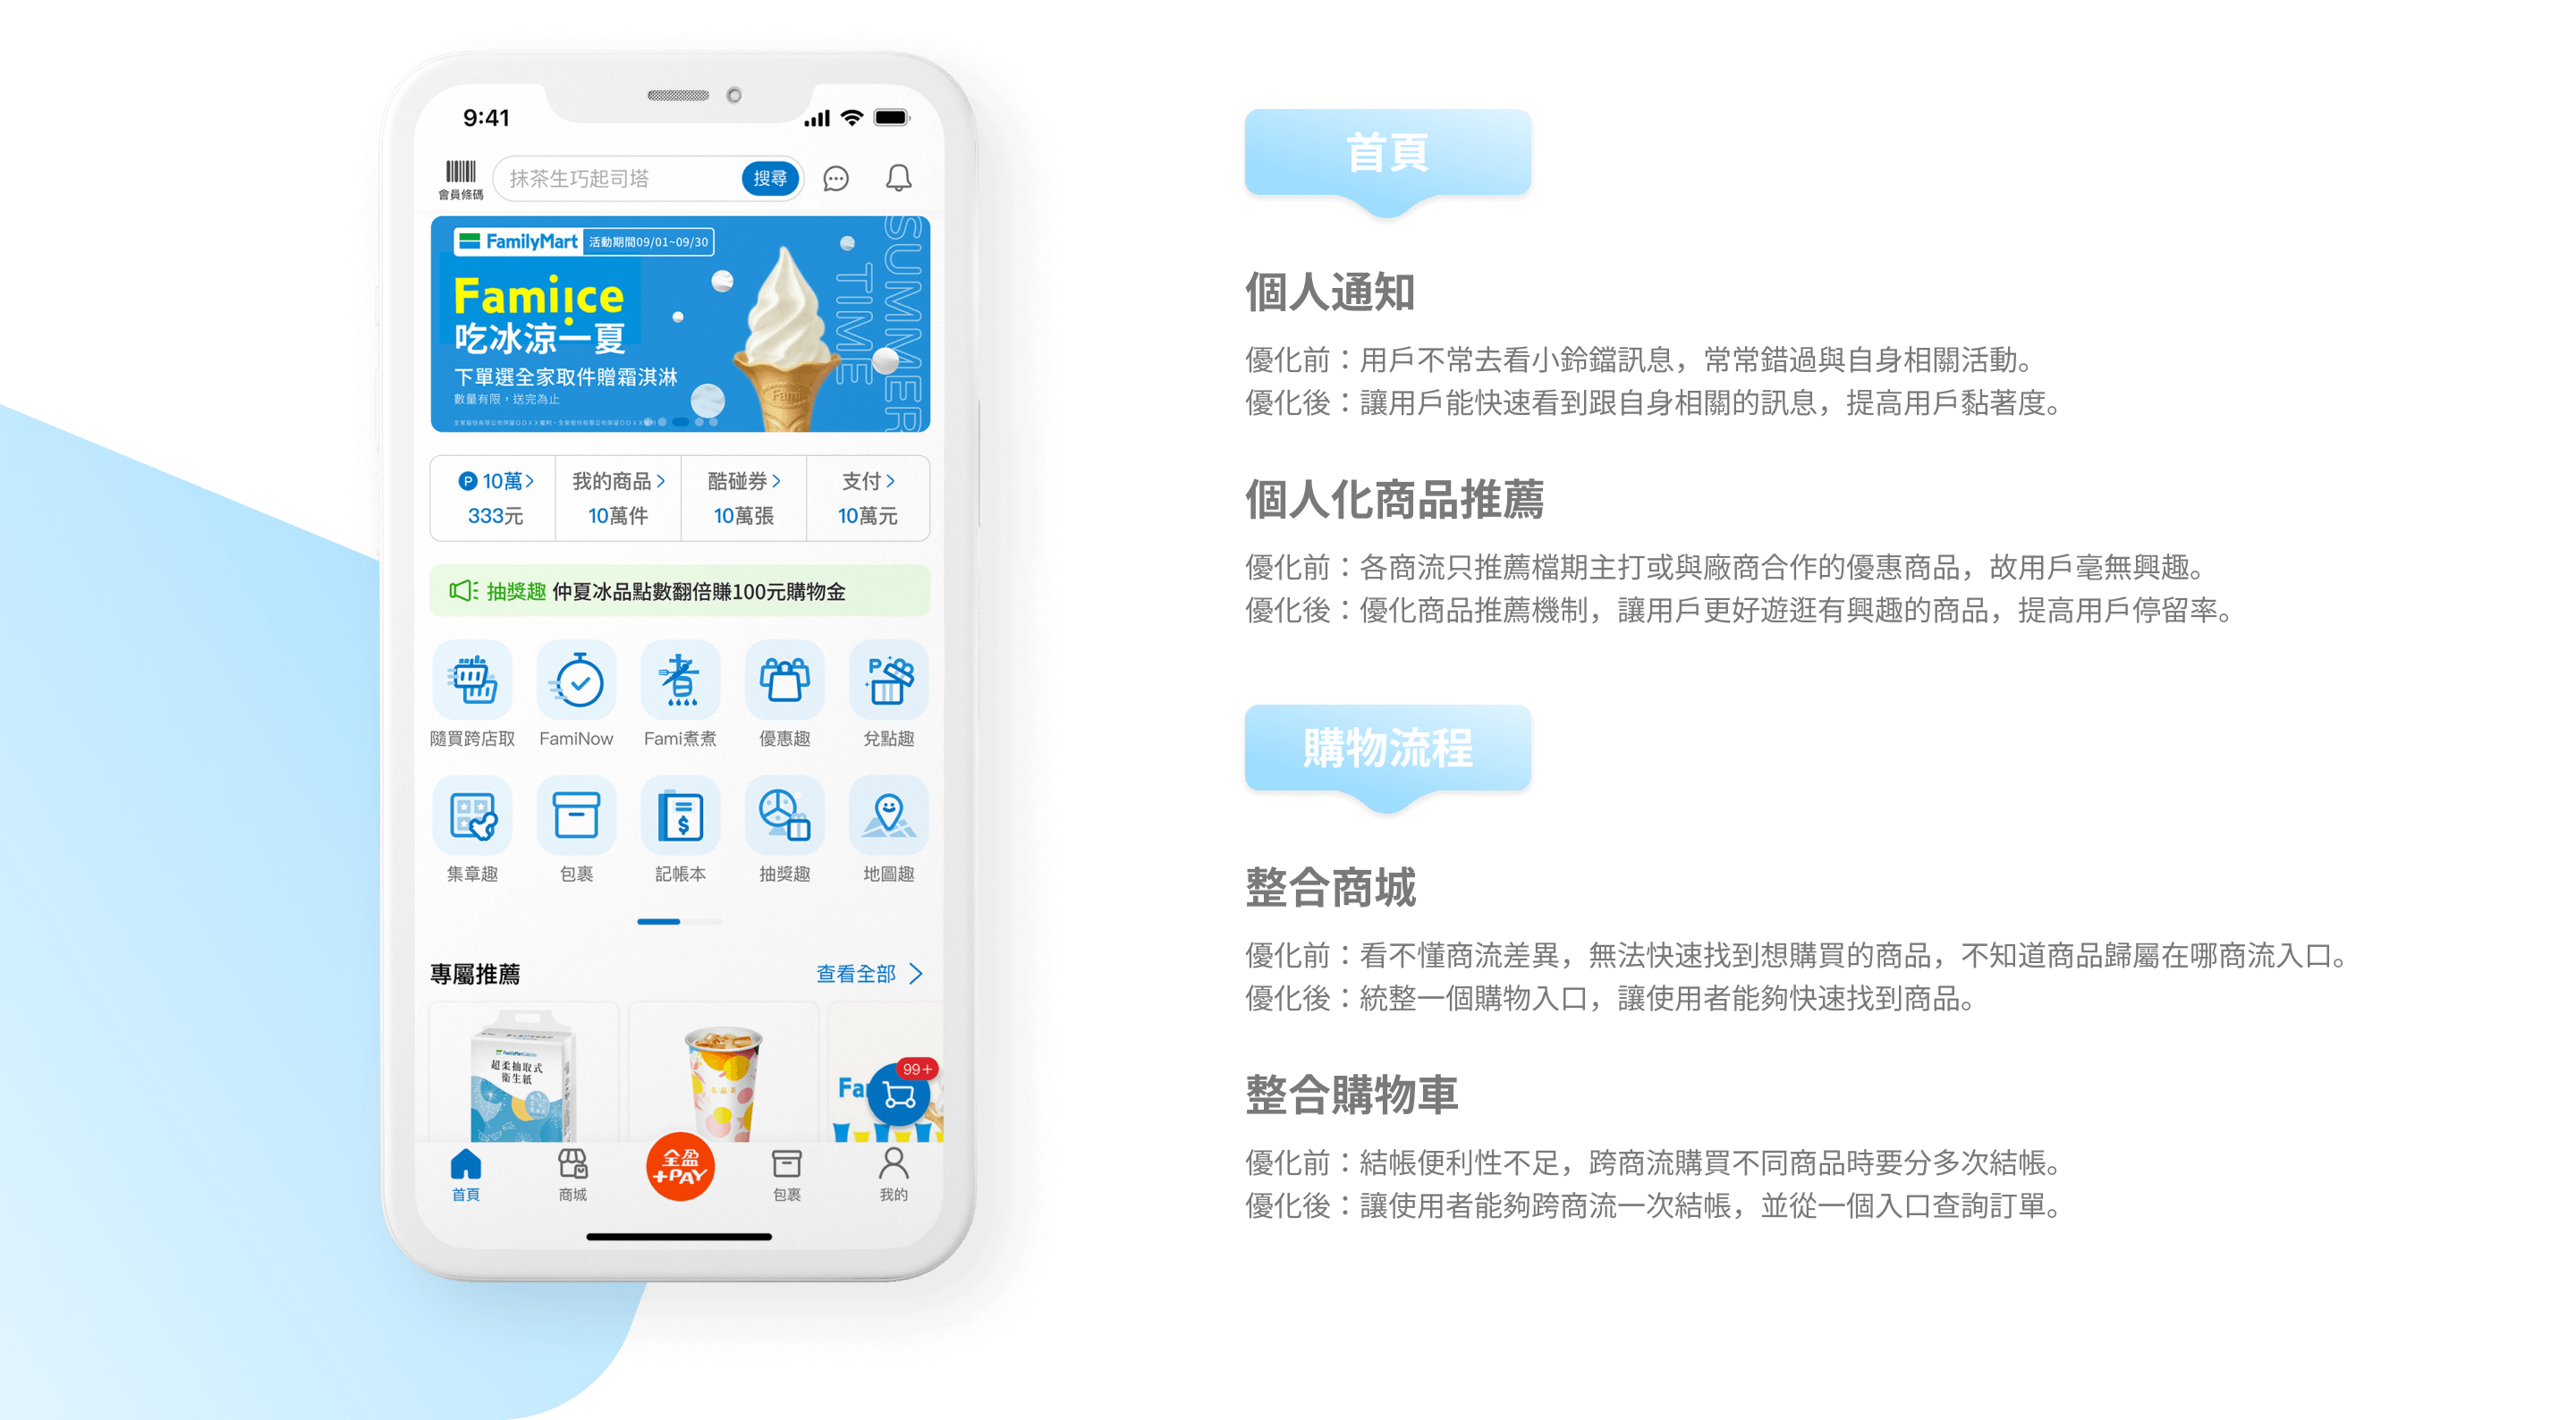 9:41
會員條碼
抹茶生巧起司塔
搜尋
FamilyMart 活動期間09/01~09/30
Famiice
吃冰涼一夏
下單選全家取件贈霜淇淋
數量有限，送完為止
SUMMER
TIME
P 10萬
333元
我的商品
10萬件
酷碰券
10萬張
支付
10萬元
抽獎趣 仲夏冰品點數翻倍賺100元購物金
隨買跨店取 FamiNow Fami煮煮 優惠趣 兌點趣
集章趣 包裹 記帳本 抽獎趣 地圖趣
專屬推薦 查看全部
超柔抽取式
衛生紙
99+
首頁 商城 全盈+PAY 包裹 我的
首頁
個人通知
優化前：用戶不常去看小鈴鐺訊息，常常錯過與自身相關活動。
優化後：讓用戶能快速看到跟自身相關的訊息，提高用戶黏著度。
個人化商品推薦
優化前：各商流只推薦檔期主打或與廠商合作的優惠商品，故用戶毫無興趣。
優化後：優化商品推薦機制，讓用戶更好遊逛有興趣的商品，提高用戶停留率。
購物流程
整合商城
優化前：看不懂商流差異，無法快速找到想購買的商品，不知道商品歸屬在哪商流入口。
優化後：統整一個購物入口，讓使用者能夠快速找到商品。
整合購物車
優化前：結帳便利性不足，跨商流購買不同商品時要分多次結帳。
優化後：讓使用者能夠跨商流一次結帳，並從一個入口查詢訂單。